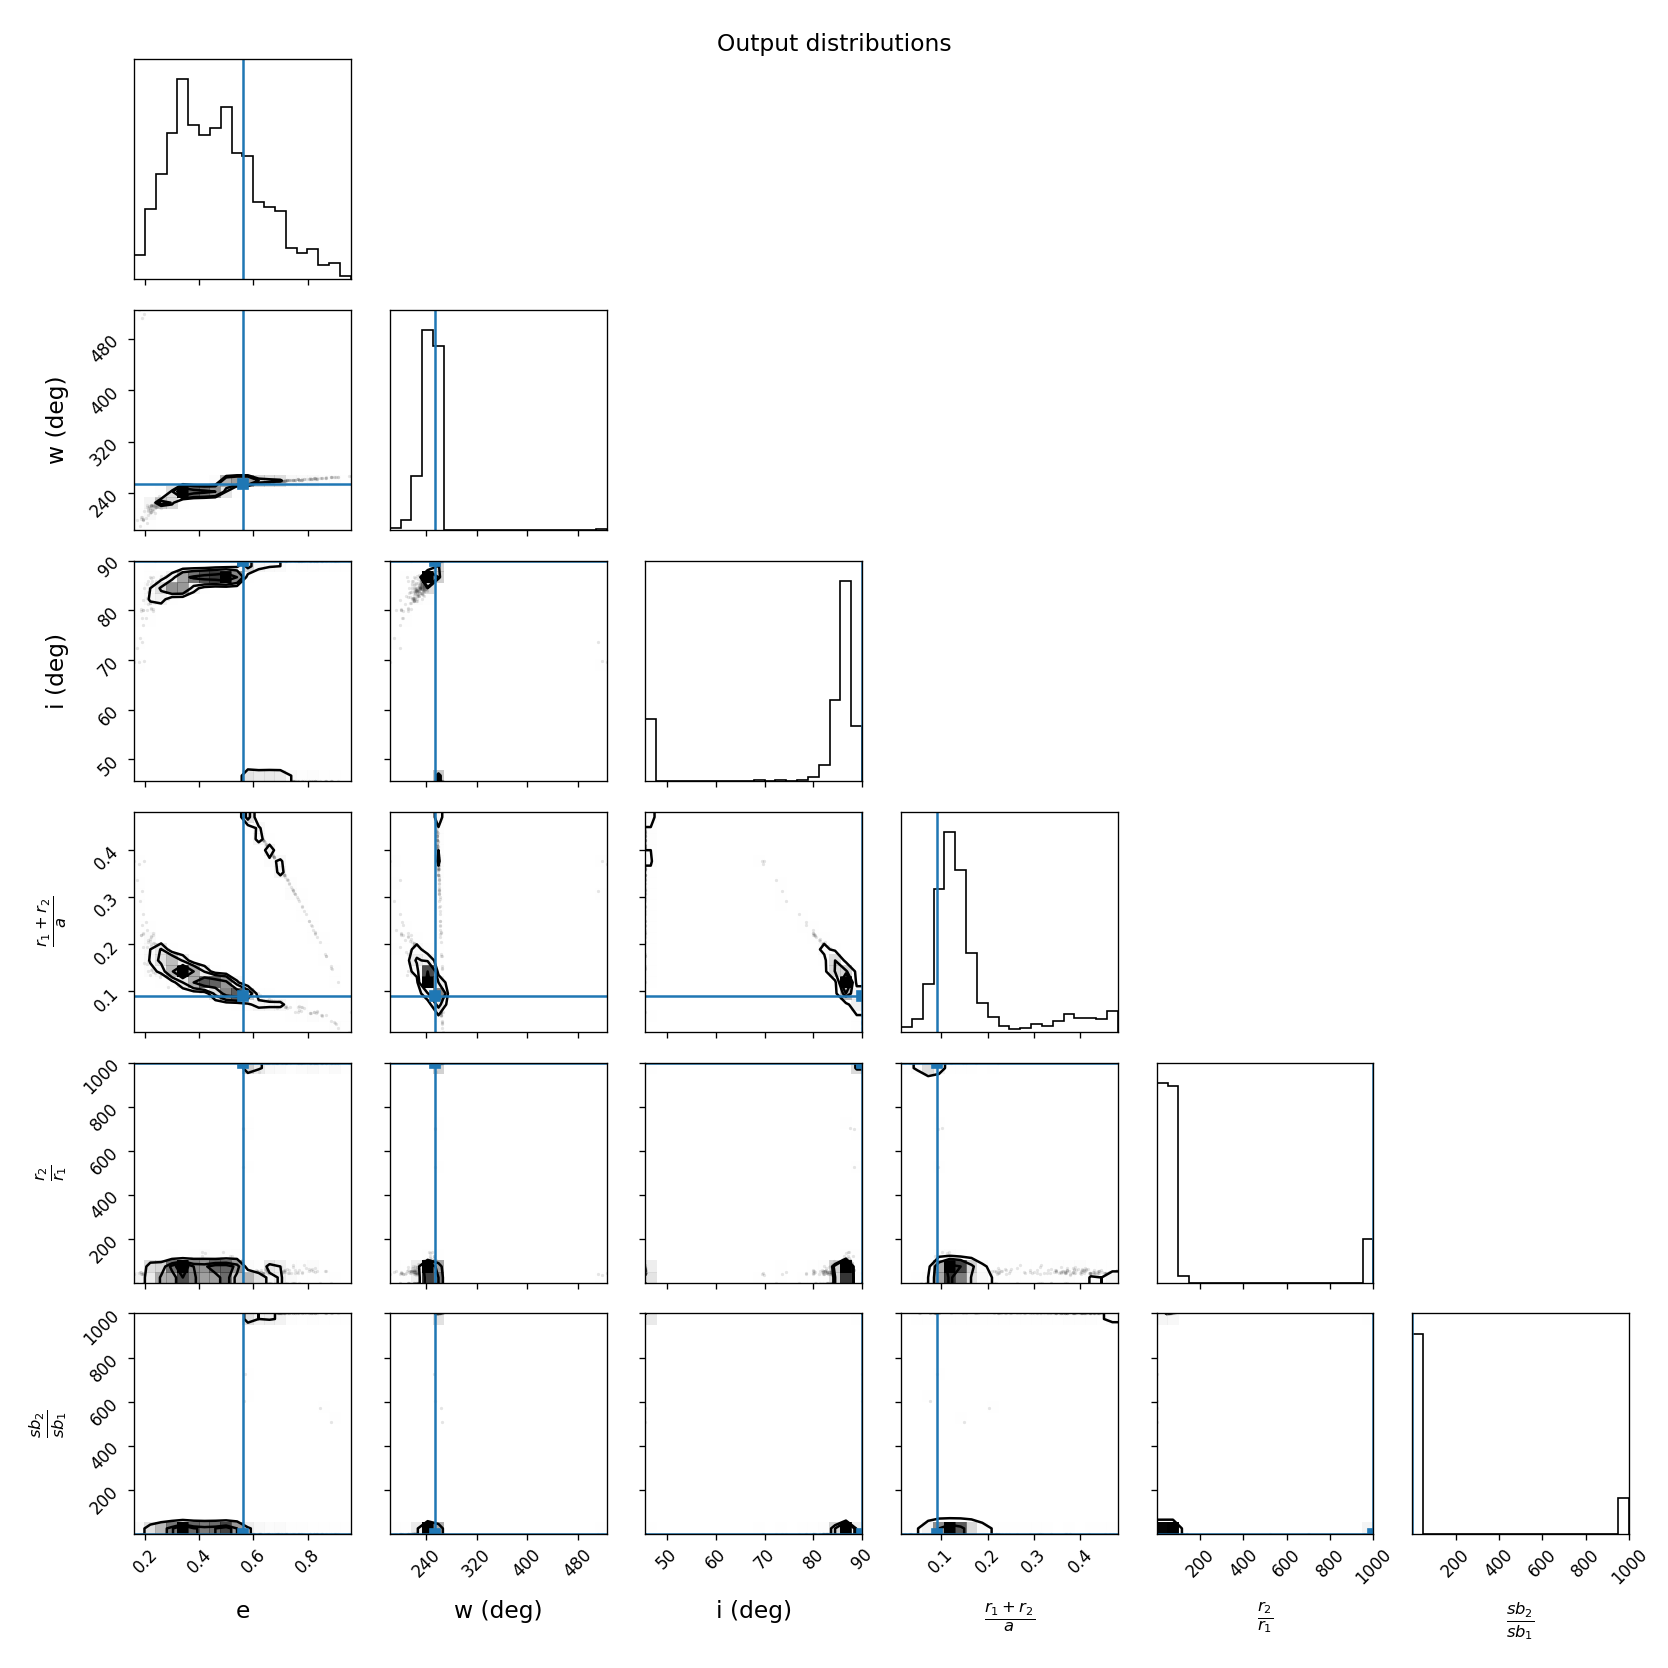 Output distributions
480
400
320
240
w (deg)
90
80
70
60
50
i (deg)
0.4
0.3
0.2
0.1
r₁ + r₂
a
1000
800
600
400
200
r₂
r₁
1000
800
600
400
200
sb₂
sb₁
0.2 0.4 0.6 0.8
240 320 400 480
50 60 70 80 90
0.1 0.2 0.3 0.4
200 400 600 800 1000
200 400 600 800 1000
e
w (deg)
i (deg)
r₁ + r₂
a
r₂
r₁
sb₂
sb₁